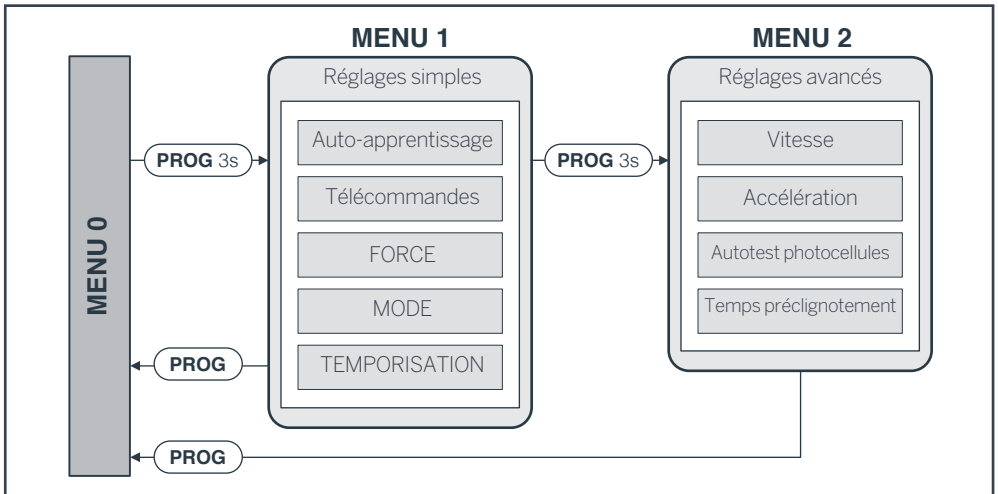 MENU 1
MENU 2
Réglages simples
Réglages avancés
Auto-apprentissage
Vitesse
PROG 3s
PROG 3s
Télécommandes
Accélération
MENU 0
FORCE
Autotest photocellules
MODE
Temps préclignotement
PROG
TEMPORISATION
PROG